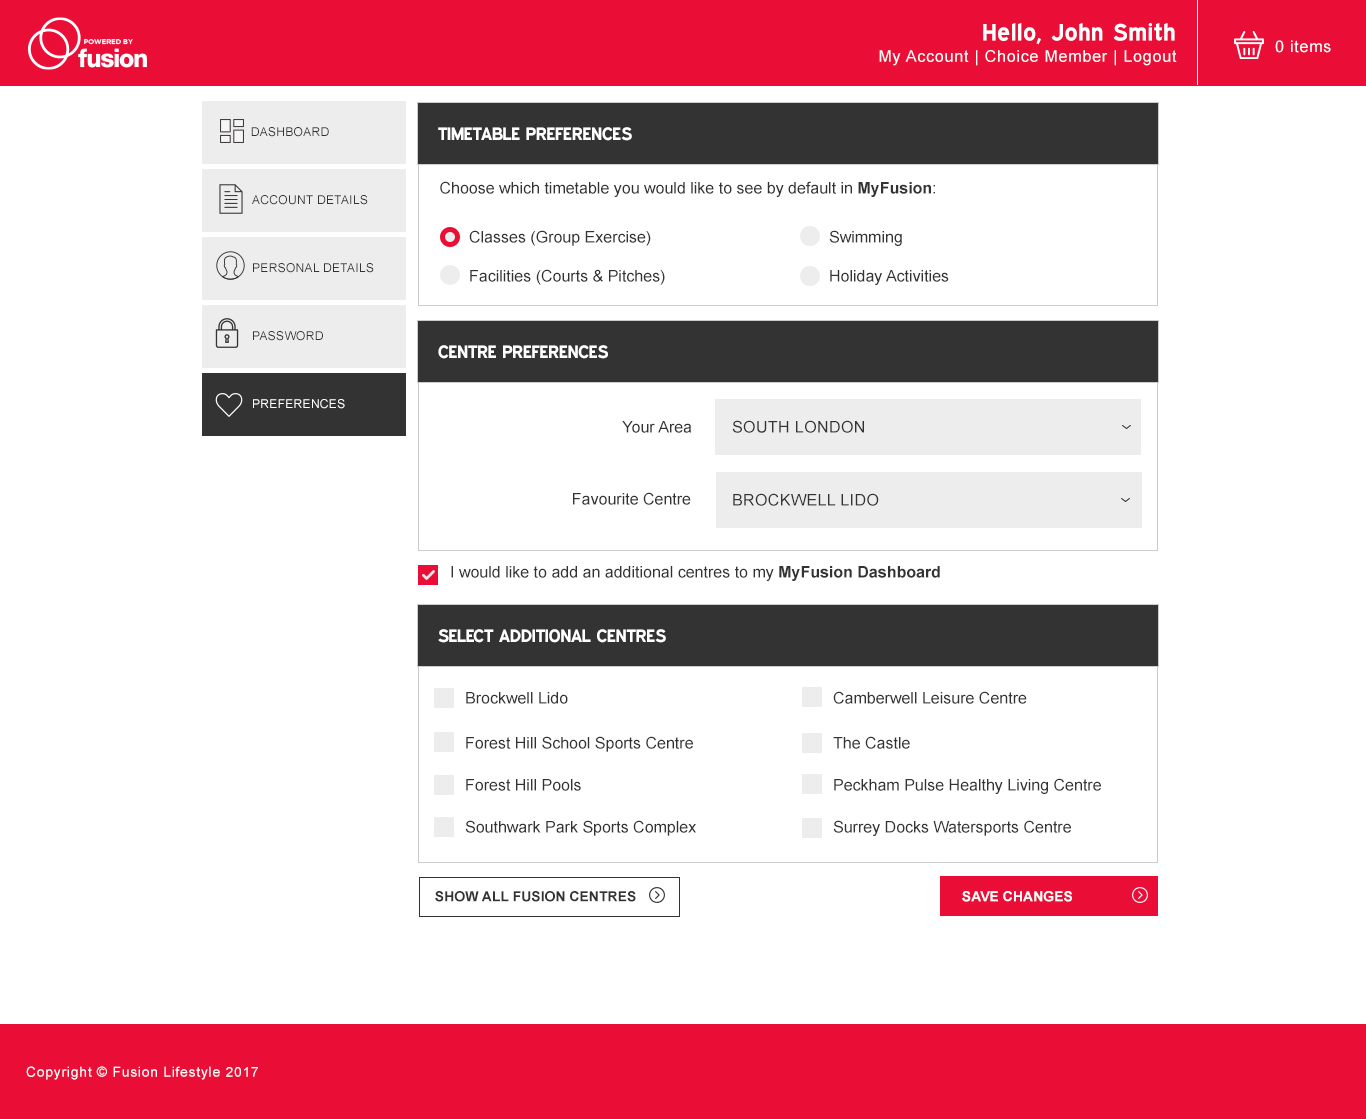 POWERED BY
fusion
Hello, John Smith
My Account | Choice Member | Logout
0 items
DASHBOARD
ACCOUNT DETAILS
PERSONAL DETAILS
PASSWORD
PREFERENCES
TIMETABLE PREFERENCES
Choose which timetable you would like to see by default in MyFusion:
Classes (Group Exercise)
Swimming
Facilities (Courts & Pitches)
Holiday Activities
CENTRE PREFERENCES
Your Area
SOUTH LONDON
Favourite Centre
BROCKWELL LIDO
I would like to add an additional centres to my MyFusion Dashboard
SELECT ADDITIONAL CENTRES
Brockwell Lido
Camberwell Leisure Centre
Forest Hill School Sports Centre
The Castle
Forest Hill Pools
Peckham Pulse Healthy Living Centre
Southwark Park Sports Complex
Surrey Docks Watersports Centre
SHOW ALL FUSION CENTRES
SAVE CHANGES
Copyright © Fusion Lifestyle 2017